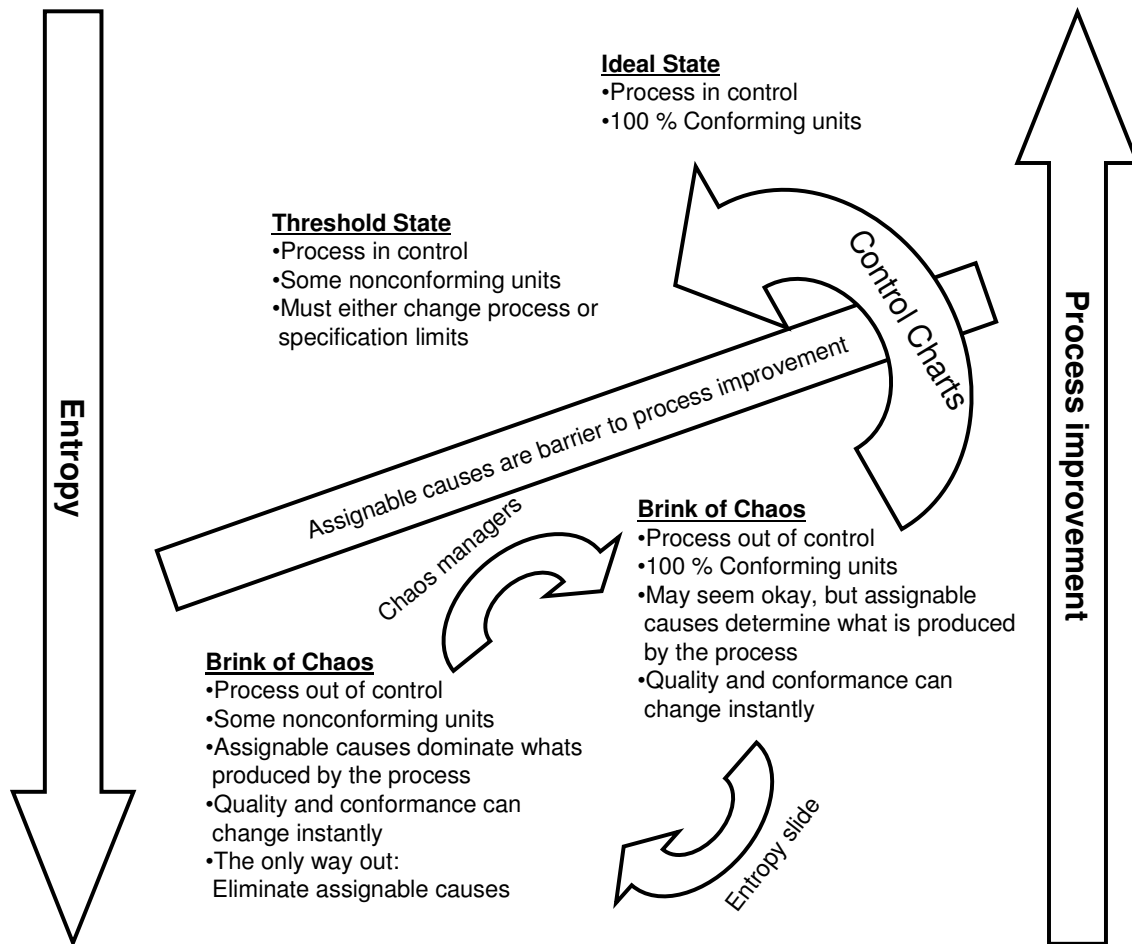 Ideal State
•Process in control
•100 % Conforming units
Threshold State
•Process in control
•Some nonconforming units
•Must either change process or
specification limits
Control Charts
Assignable causes are barrier to process improvement
Entropy
Process improvement
Chaos managers
Brink of Chaos
•Process out of control
•100 % Conforming units
•May seem okay, but assignable
causes determine what is produced
by the process
•Quality and conformance can
change instantly
Brink of Chaos
•Process out of control
•Some nonconforming units
•Assignable causes dominate whats
produced by the process
•Quality and conformance can
change instantly
•The only way out:
Eliminate assignable causes
Entropy slide